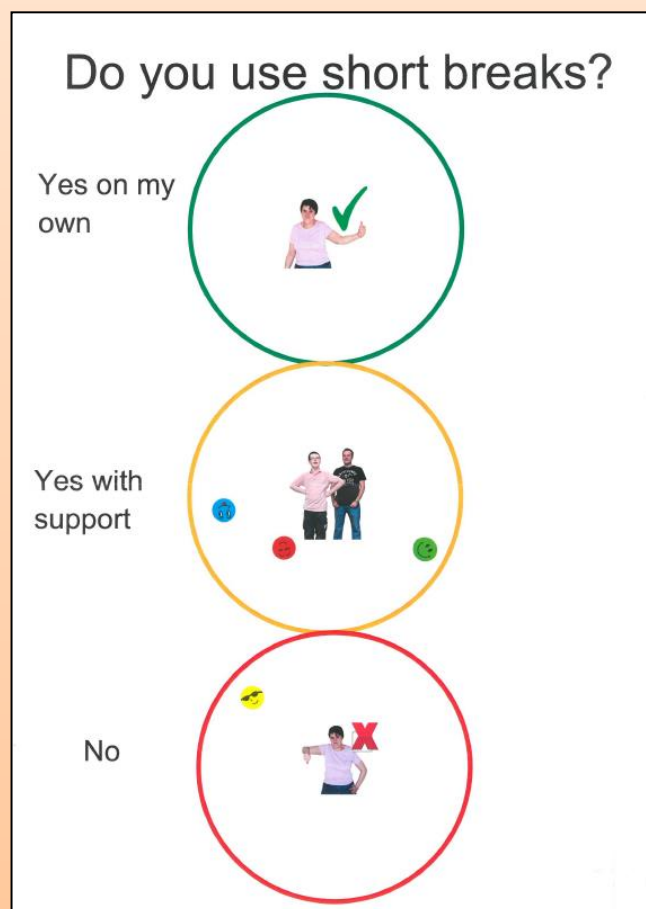 Do you use short breaks?
Yes on my
own
Yes with
support
No